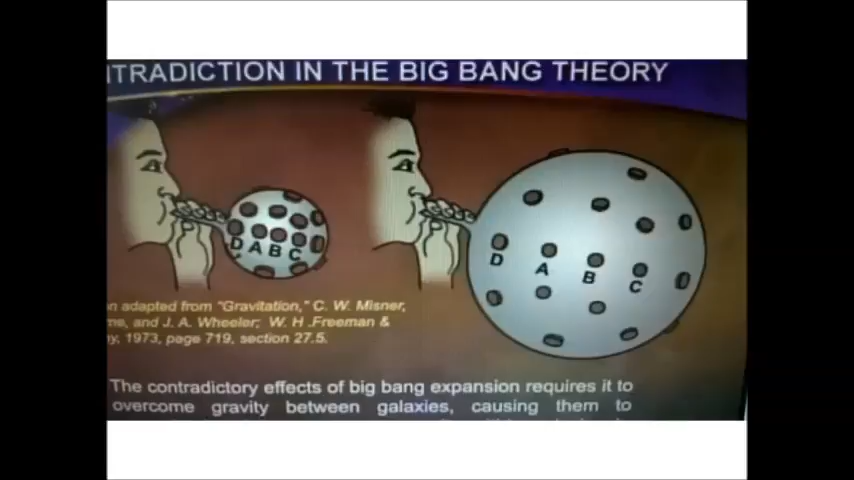 NTRADICTION IN THE BIG BANG THEORY
D A B C
D A B C
n adapted from "Gravitation," C. W. Misner,
ne, and J. A. Wheeler; W. H .Freeman &
y, 1973, page 719, section 27.5.
The contradictory effects of big bang expansion requires it to
overcome gravity between galaxies, causing them to